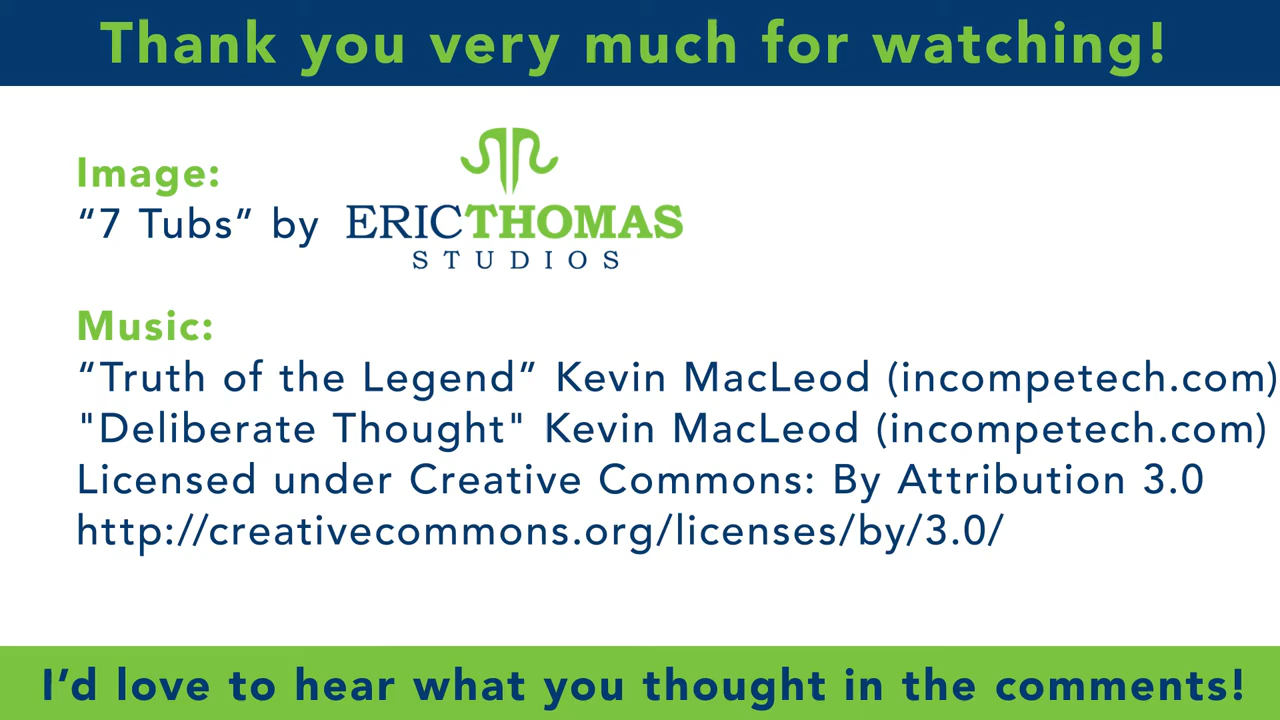 Thank you very much for watching!
Image:
“7 Tubs” by ERICTHOMAS
STUDIOS
Music:
“Truth of the Legend” Kevin MacLeod (incompetech.com)
"Deliberate Thought" Kevin MacLeod (incompetech.com)
Licensed under Creative Commons: By Attribution 3.0
http://creativecommons.org/licenses/by/3.0/
I’d love to hear what you thought in the comments!